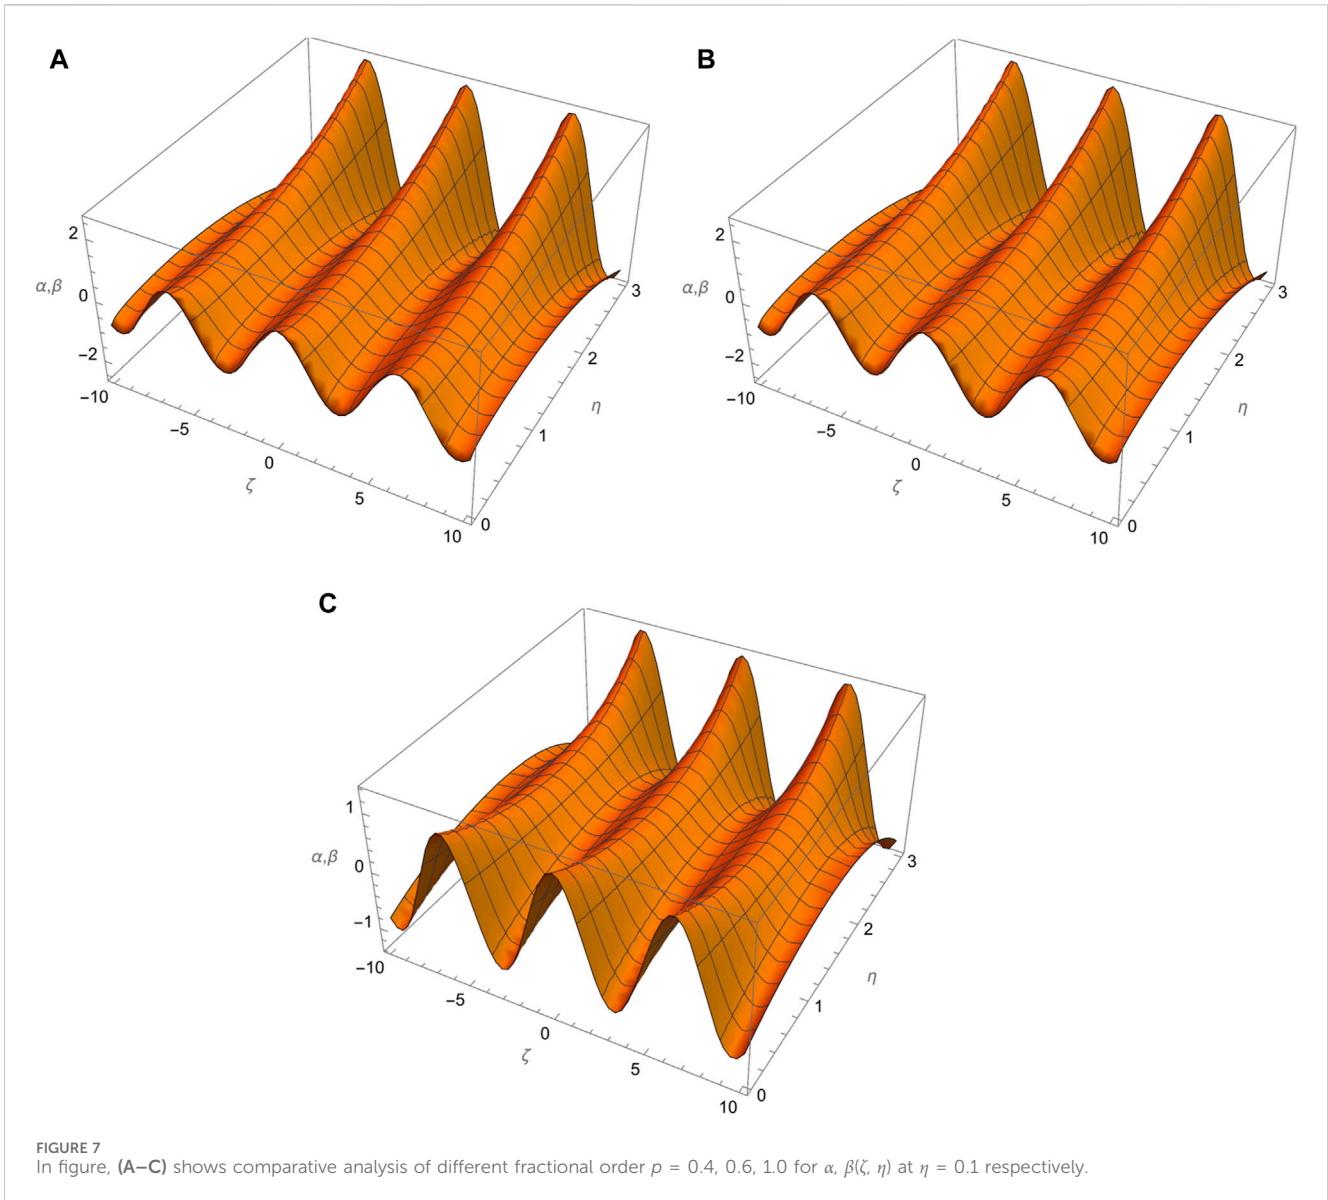 A
2
α,β
0
−2
−10
−5
0
ζ
5
10
0
1
η
2
3
B
2
α,β
0
−2
−10
−5
0
ζ
5
10
0
1
η
2
3
C
1
α,β
0
−1
−10
−5
0
ζ
5
10
0
1
η
2
3
FIGURE 7
In figure, (A–C) shows comparative analysis of different fractional order p = 0.4, 0.6, 1.0 for α, β(ζ, η) at η = 0.1 respectively.